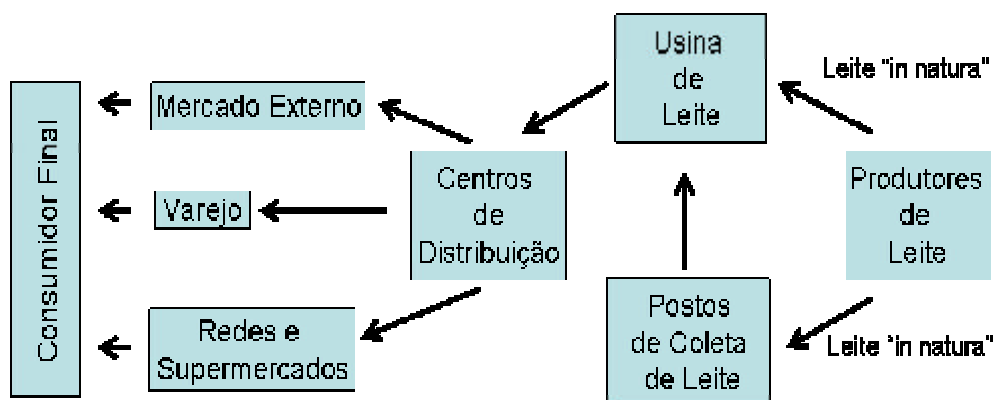 Usina
de
Leite
Leite "in natura"
Mercado Externo
Centros
de
Distribuição
Produtores
de
Leite
Varejo
Consumidor Final
Postos
de Coleta
de Leite
Redes e
Supermercados
Leite "in natura"